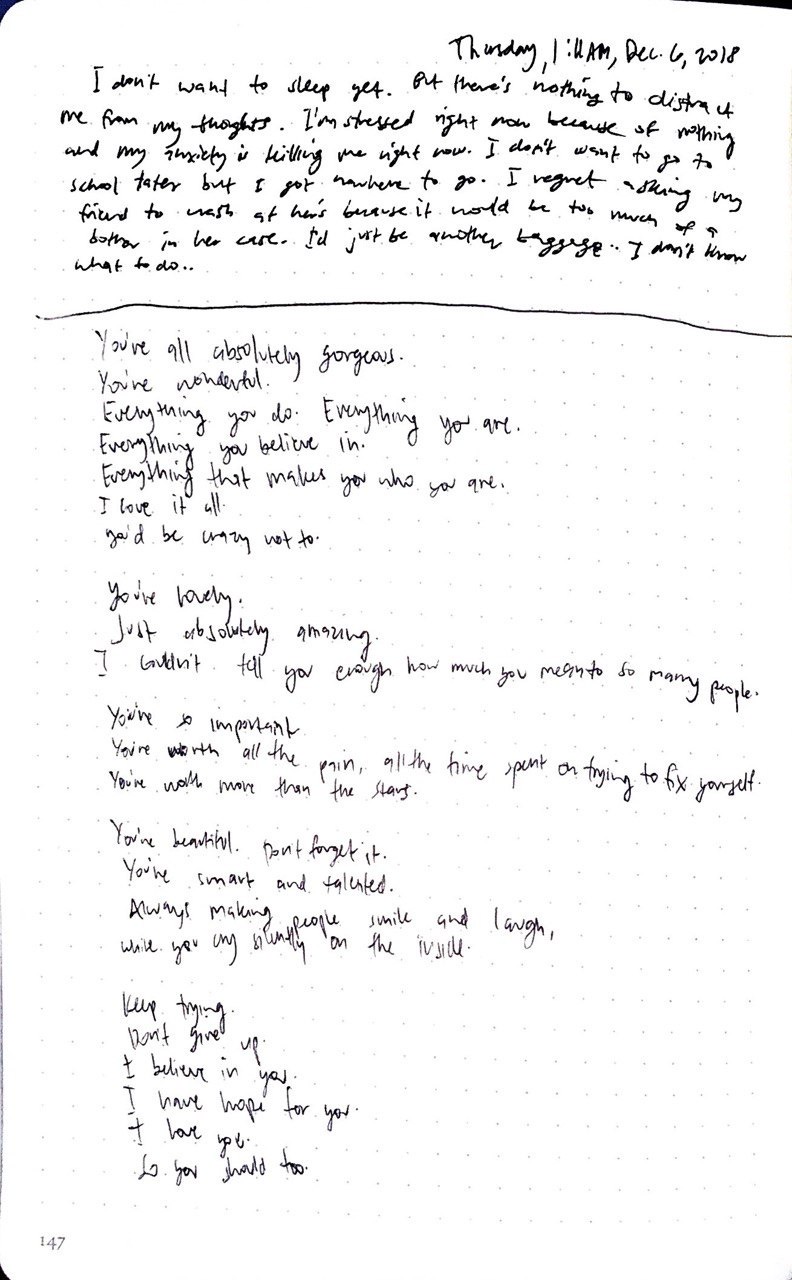 Thursday, 1:11AM, Dec. 6, 2018
I don't want to sleep yet. But there's nothing to distract
me from my thoughts. I'm stressed right now because of nothing
and my anxiety is killing me right now. I don't want to go to
school later but I got nowhere to go. I regret asking my
friend to crash at her's because it would be too much of a
bother in her case. I'd just be another baggage.. I don't know
what to do..
You've all absolutely gorgeous.
You're wonderful.
Everything you do. Everything you are.
Everything you believe in.
Everything that makes you who you are.
I love it all.
you'd be crazy not to.
You're lovely.
Just absolutely amazing.
I couldn't tell you enough how much you mean to so many people.
You're so important
You're worth all the pain, all the time spent on trying to fix yourself.
You're worth more than the stars.
You're beautiful. Don't forget it.
You're smart and talented.
Always making people smile and laugh,
while you cry silently on the inside.
Keep trying.
Don't give up.
I believe in you.
I have hope for you.
I love you.
So you should too.
147